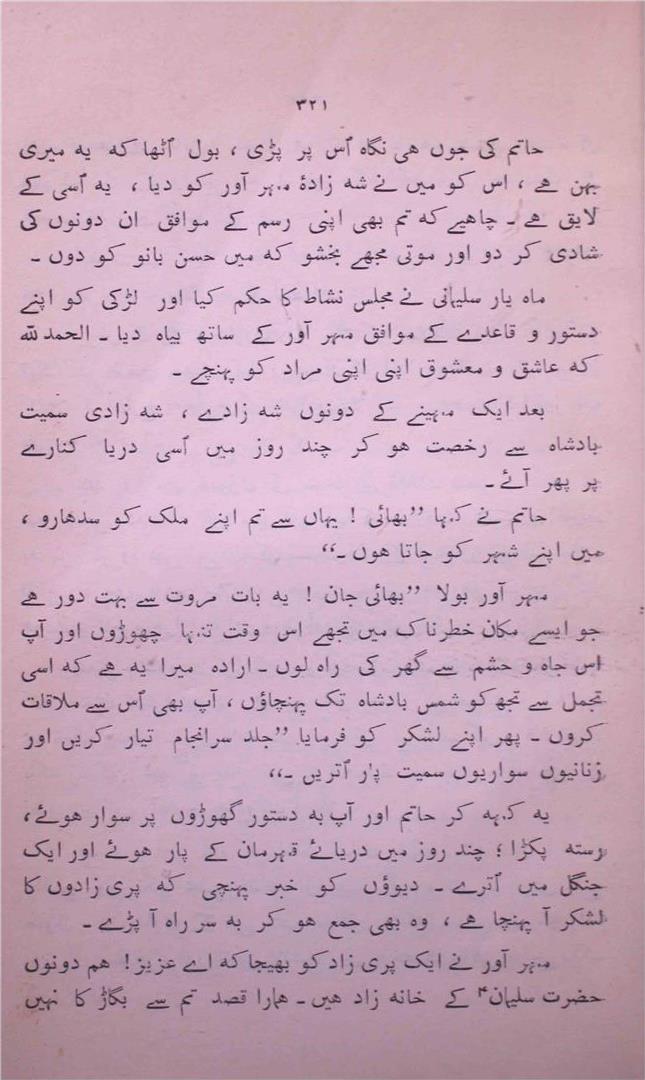 ۳۲۱
حاتم کی جوں ھی نگاہ اُس پر پڑی ، بول اُٹھا کہ یہ میری
بہن ہے ، اس کو میں نے شہ زادۂ مہر آور کو دیا ، یہ اُسی کے
لایق ہے ۔ چاھیے کہ تم بھی اپنی رسم کے موافق ان دونوں کی
شادی کر دو اور موتی مجھے بخشو کہ میں حسن بانو کو دوں ۔
ماہ یار سلیمانی نے مجلس نشاط کا حکم کیا اور لڑکی کو اپنے
دستور و قاعدے کے موافق مہر آور کے ساتھ بیاہ دیا ۔ الحمد للہ
کہ عاشق و معشوق اپنی اپنی مراد کو پہنچے ۔
بعد ایک مہینے کے دونوں شہ زادے ، شہ زادی سمیت
بادشاہ سے رخصت ھو کر چند روز میں اُسی دریا کنارے
پر پھر آئے ۔
حاتم نے کہا ”بھائی ! یہاں سے تم اپنے ملک کو سدھارو ،
میں اپنے شہر کو جاتا ھوں ۔“
مہر آور بولا ”بھائی جان ! یہ بات مروت سے بہت دور ہے
جو ایسے مکان خطرناک میں تجھے اس وقت تنہا چھوڑوں اور آپ
اس جاہ و حشم سے گھر کی راہ لوں ۔ ارادہ میرا یہ ہے کہ اسی
تجمل سے تجھ کو شمس بادشاہ تک پہنچاؤں ، آپ بھی اُس سے ملاقات
کروں ۔ پھر اپنے لشکر کو فرمایا ”جلد سرانجام تیار کریں اور
زنانیوں سواریوں سمیت پار اُتریں ۔“
یہ کہہ کر حاتم اور آپ بہ دستور گھوڑوں پر سوار ھوئے ،
رستہ پکڑا ؛ چند روز میں دریائے قہرمان کے پار ھوئے اور ایک
جنگل میں اُترے ۔ دیوؤں کو خبر پہنچی کہ پری زادوں کا
لشکر آ پہنچا ہے ، وہ بھی جمع ھو کر بہ سر راہ آ پڑے ۔
مہر آور نے ایک پری زاد کو بھیجا کہ اے عزیز ! ھم دونوں
حضرت سلیمانؑ کے خانہ زاد ھیں ۔ ھمارا قصد تم سے بگاڑ کا نہیں